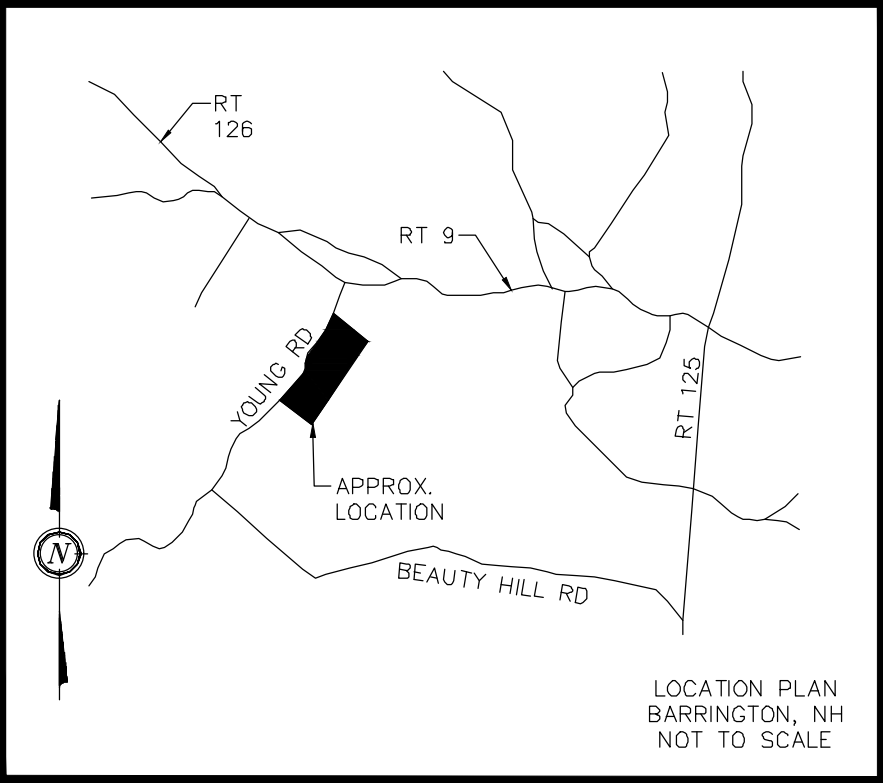 RT
126
RT 9
YOUNG RD
RT 125
APPROX.
LOCATION
N
BEAUTY HILL RD
LOCATION PLAN
BARRINGTON, NH
NOT TO SCALE